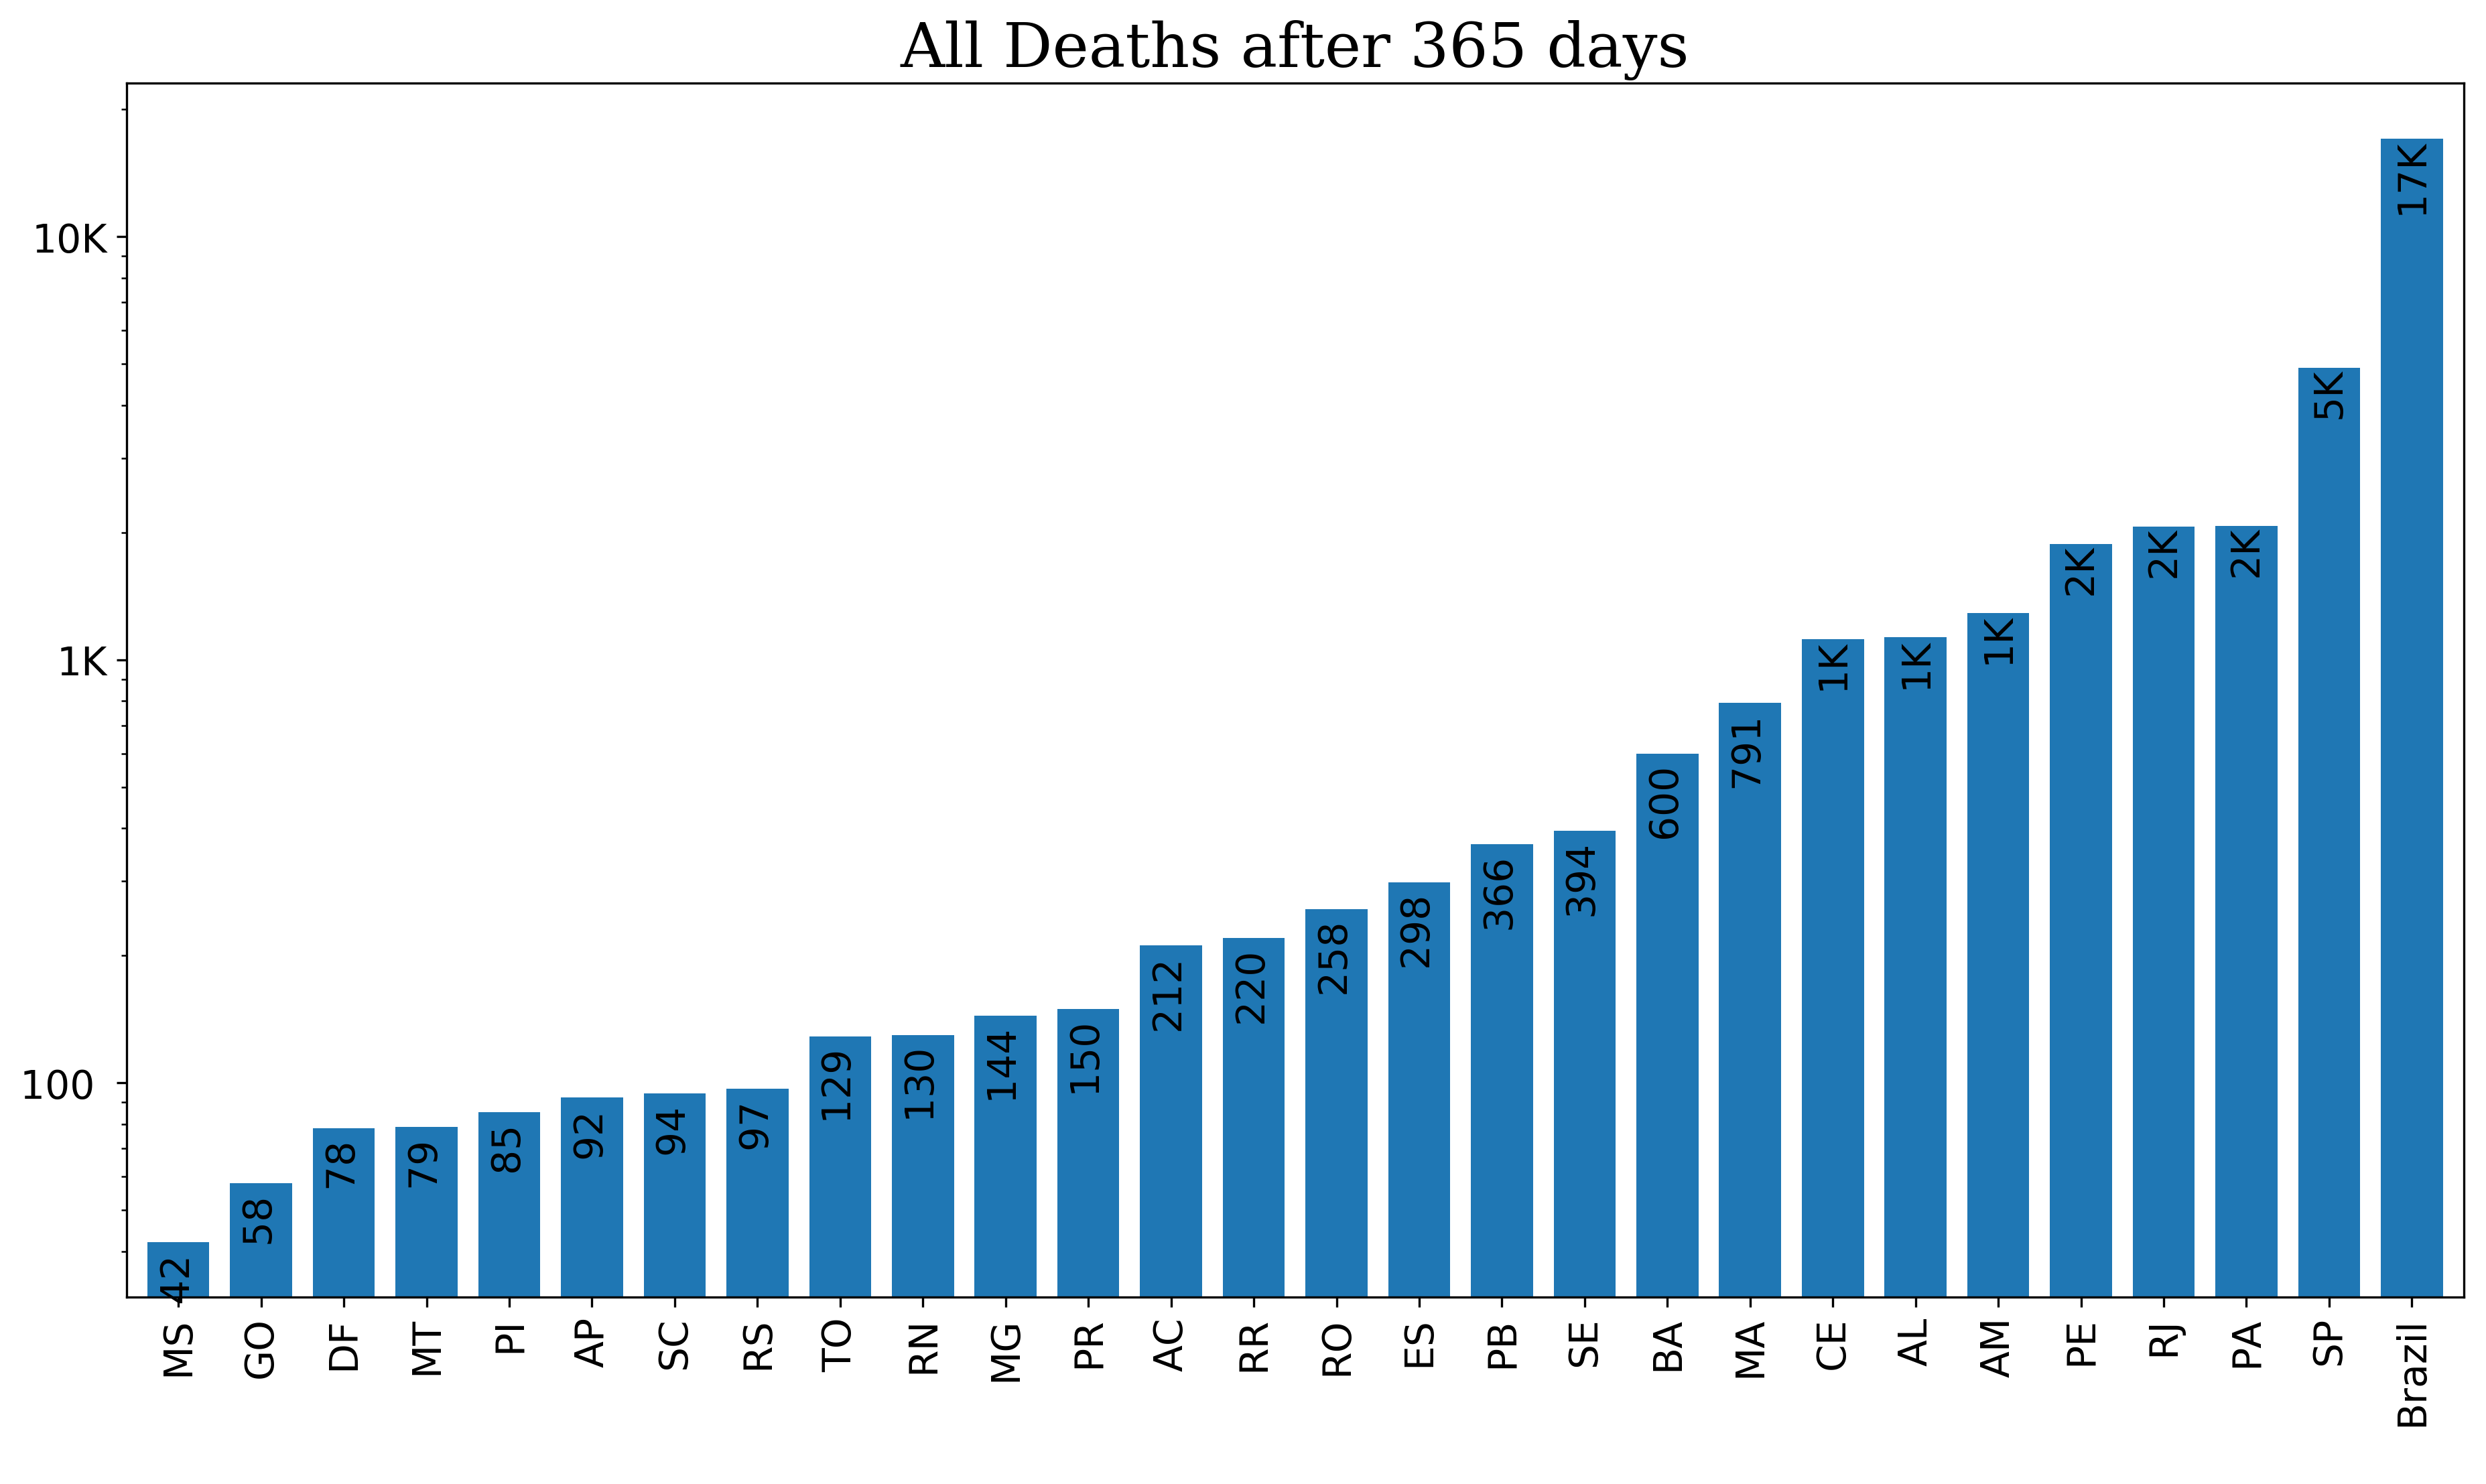 All Deaths after 365 days
10K
1K
100
42
58
78
79
85
92
94
97
129
130
144
150
212
220
258
298
366
394
600
791
1K
1K
1K
2K
2K
2K
5K
17K
MS
GO
DF
MT
PI
AP
SC
RS
TO
RN
MG
PR
AC
RR
RO
ES
PB
SE
BA
MA
CE
AL
AM
PE
RJ
PA
SP
Brazil